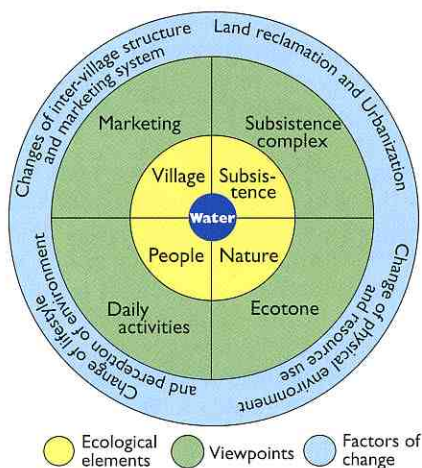 Changes of inter-village structure
and marketing system
Land reclamation and Urbanization
Marketing
Subsistence
complex
Village
Subsis-
tence
Water
People
Nature
Daily
activities
Ecotone
Change of lifestyle
and perception of environment
Change of physical environment
and resource use
Ecological
elements
Viewpoints
Factors of
change